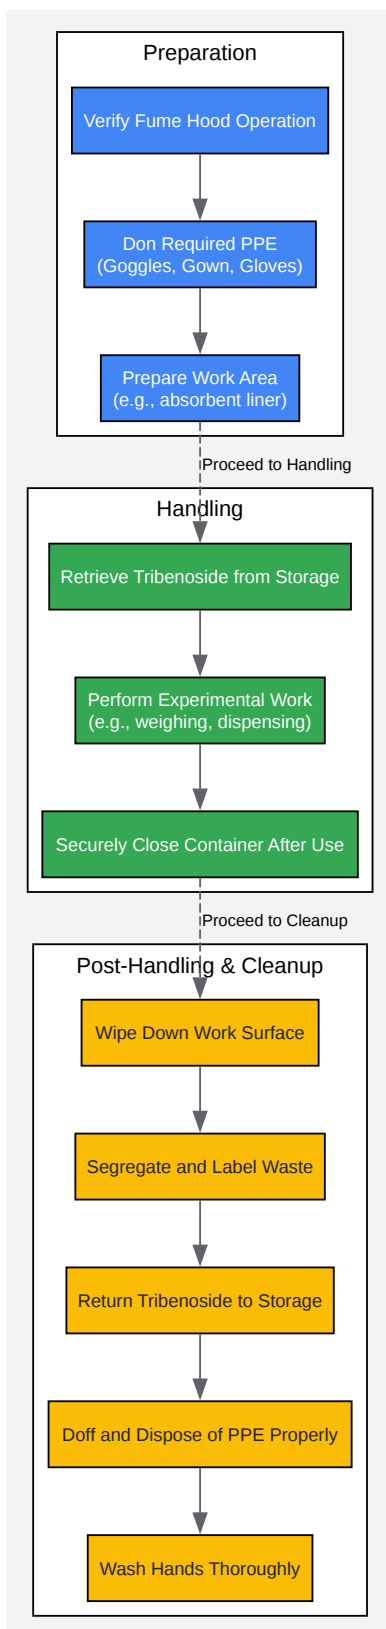 Preparation
Verify Fume Hood Operation
Don Required PPE
(Goggles, Gown, Gloves)
Prepare Work Area
(e.g., absorbent liner)
Proceed to Handling
Handling
Retrieve Tribenoside from Storage
Perform Experimental Work
(e.g., weighing, dispensing)
Securely Close Container After Use
Proceed to Cleanup
Post-Handling & Cleanup
Wipe Down Work Surface
Segregate and Label Waste
Return Tribenoside to Storage
Doff and Dispose of PPE Properly
Wash Hands Thoroughly